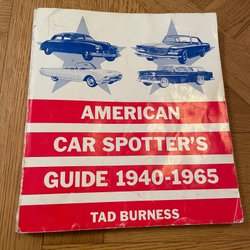 AMERICAN
CAR SPOTTER'S
GUIDE 1940-1965
TAD BURNESS